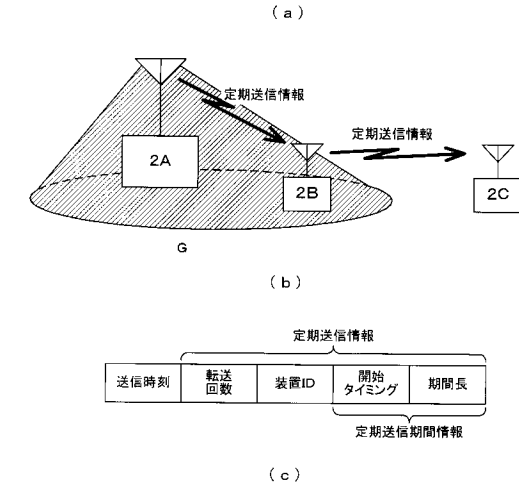 (a)
定期送信情報
定期送信情報
2A
2B
2C
G
(b)
定期送信情報
送信時刻
転送
回数
装置ID
開始
タイミング
期間長
定期送信期間情報
(c)